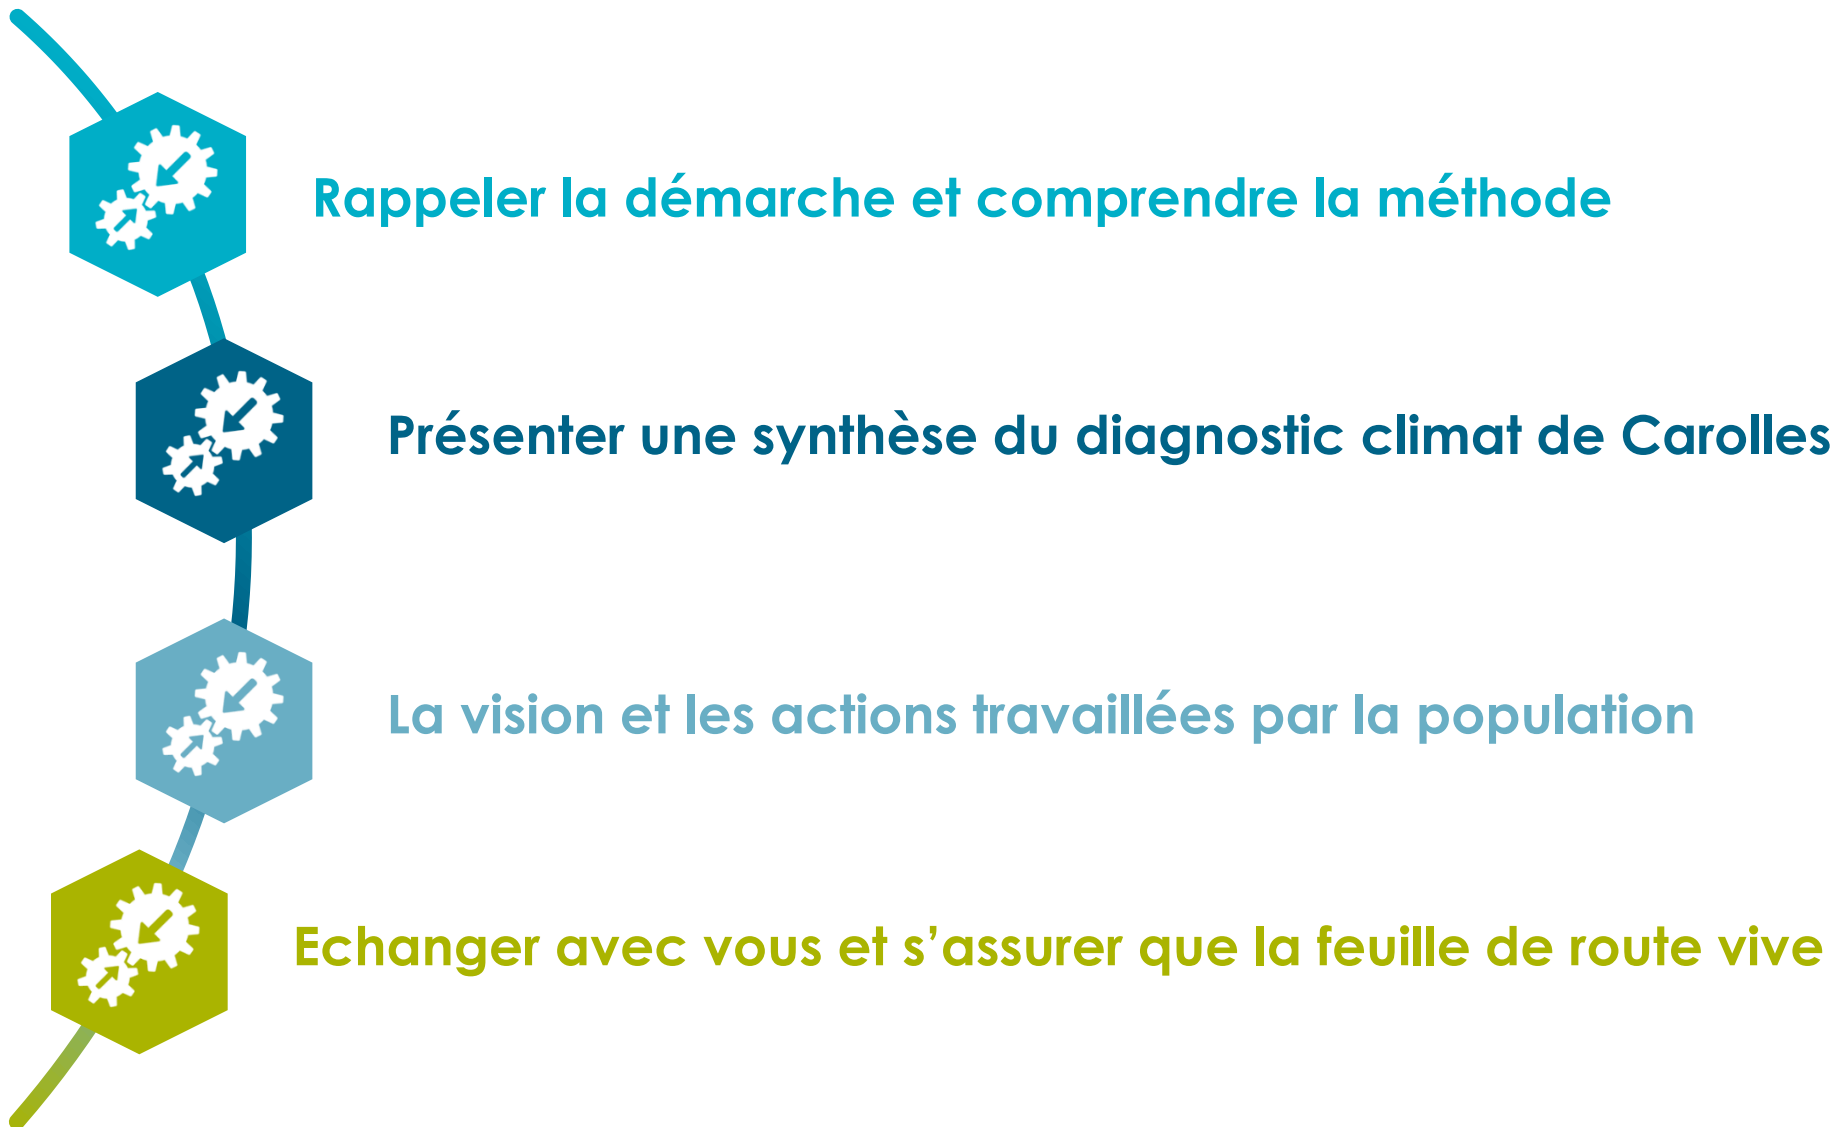 Rappeler la démarche et comprendre la méthode
Présenter une synthèse du diagnostic climat de Carolles
La vision et les actions travaillées par la population
Echanger avec vous et s’assurer que la feuille de route vive